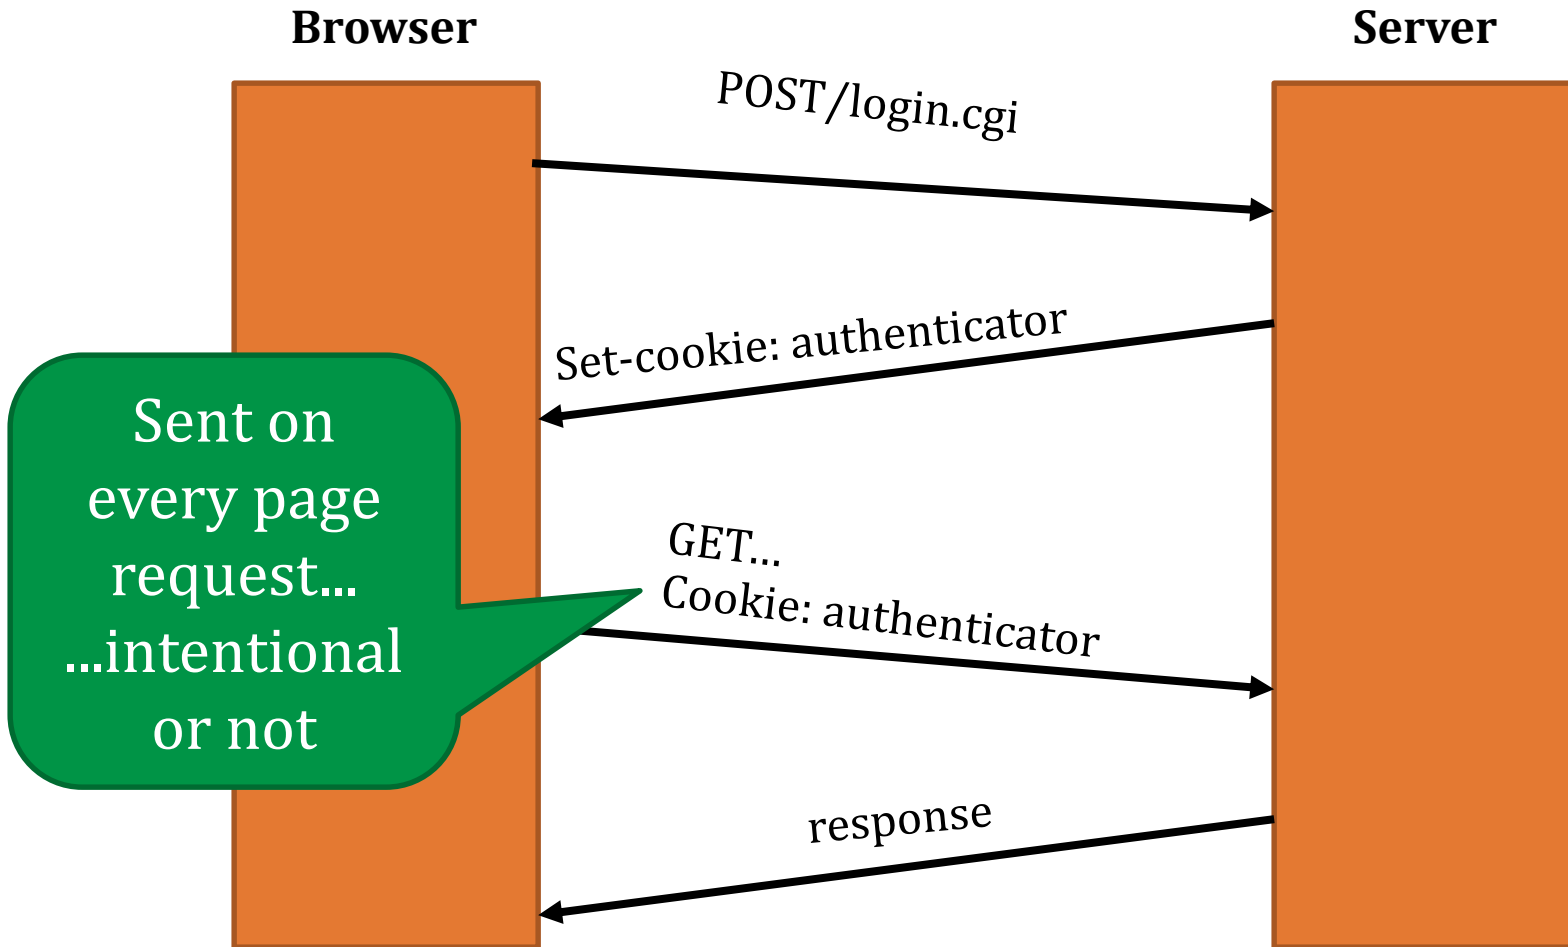 Browser
Server
POST/login.cgi
Set-cookie: authenticator
Sent on
every page
request...
...intentional
or not
GET...
Cookie: authenticator
response